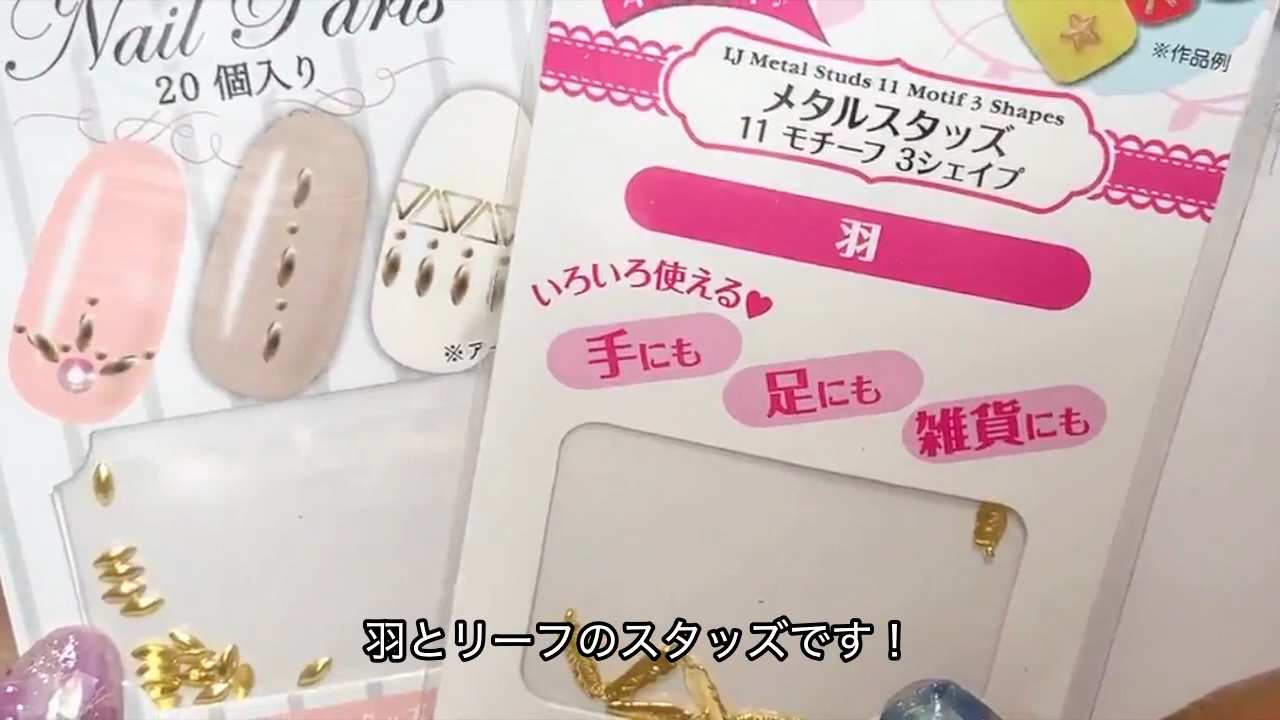 Nail Parts
20 個入り
※アー
※作品例
LJ Metal Studs 11 Motif 3 Shapes
メタルスタッズ
11 モチーフ 3シェイプ
羽
いろいろ使える♥
手にも
足にも
雑貨にも
羽とリーフのスタッズです！